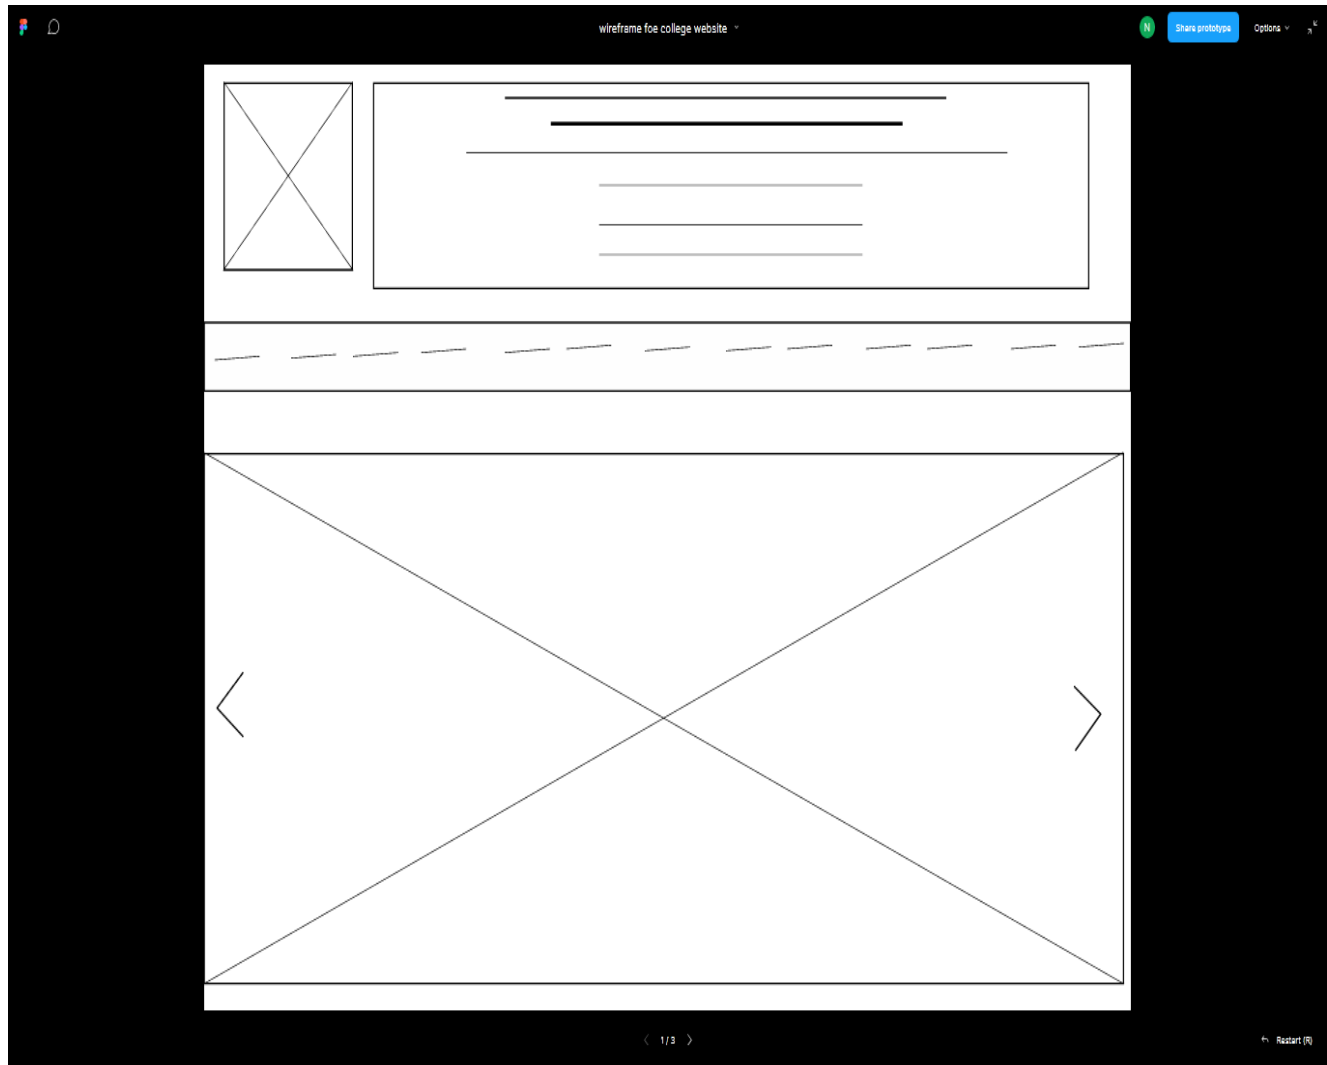 wireframe foe college website
N
Share prototype
Options
1 / 3
Restart (R)